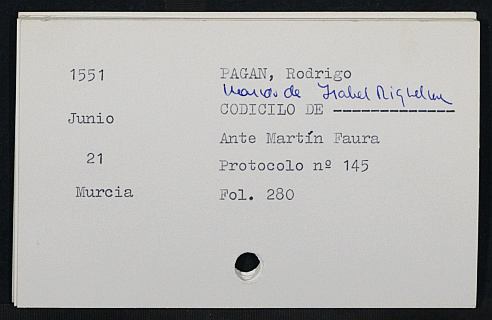 1551 PAGAN, Rodrigo
marido de Isabel Riquelme
Junio CODICILO DE -------------
Ante Martín Faura
21 Protocolo nº 145
Murcia Fol. 280